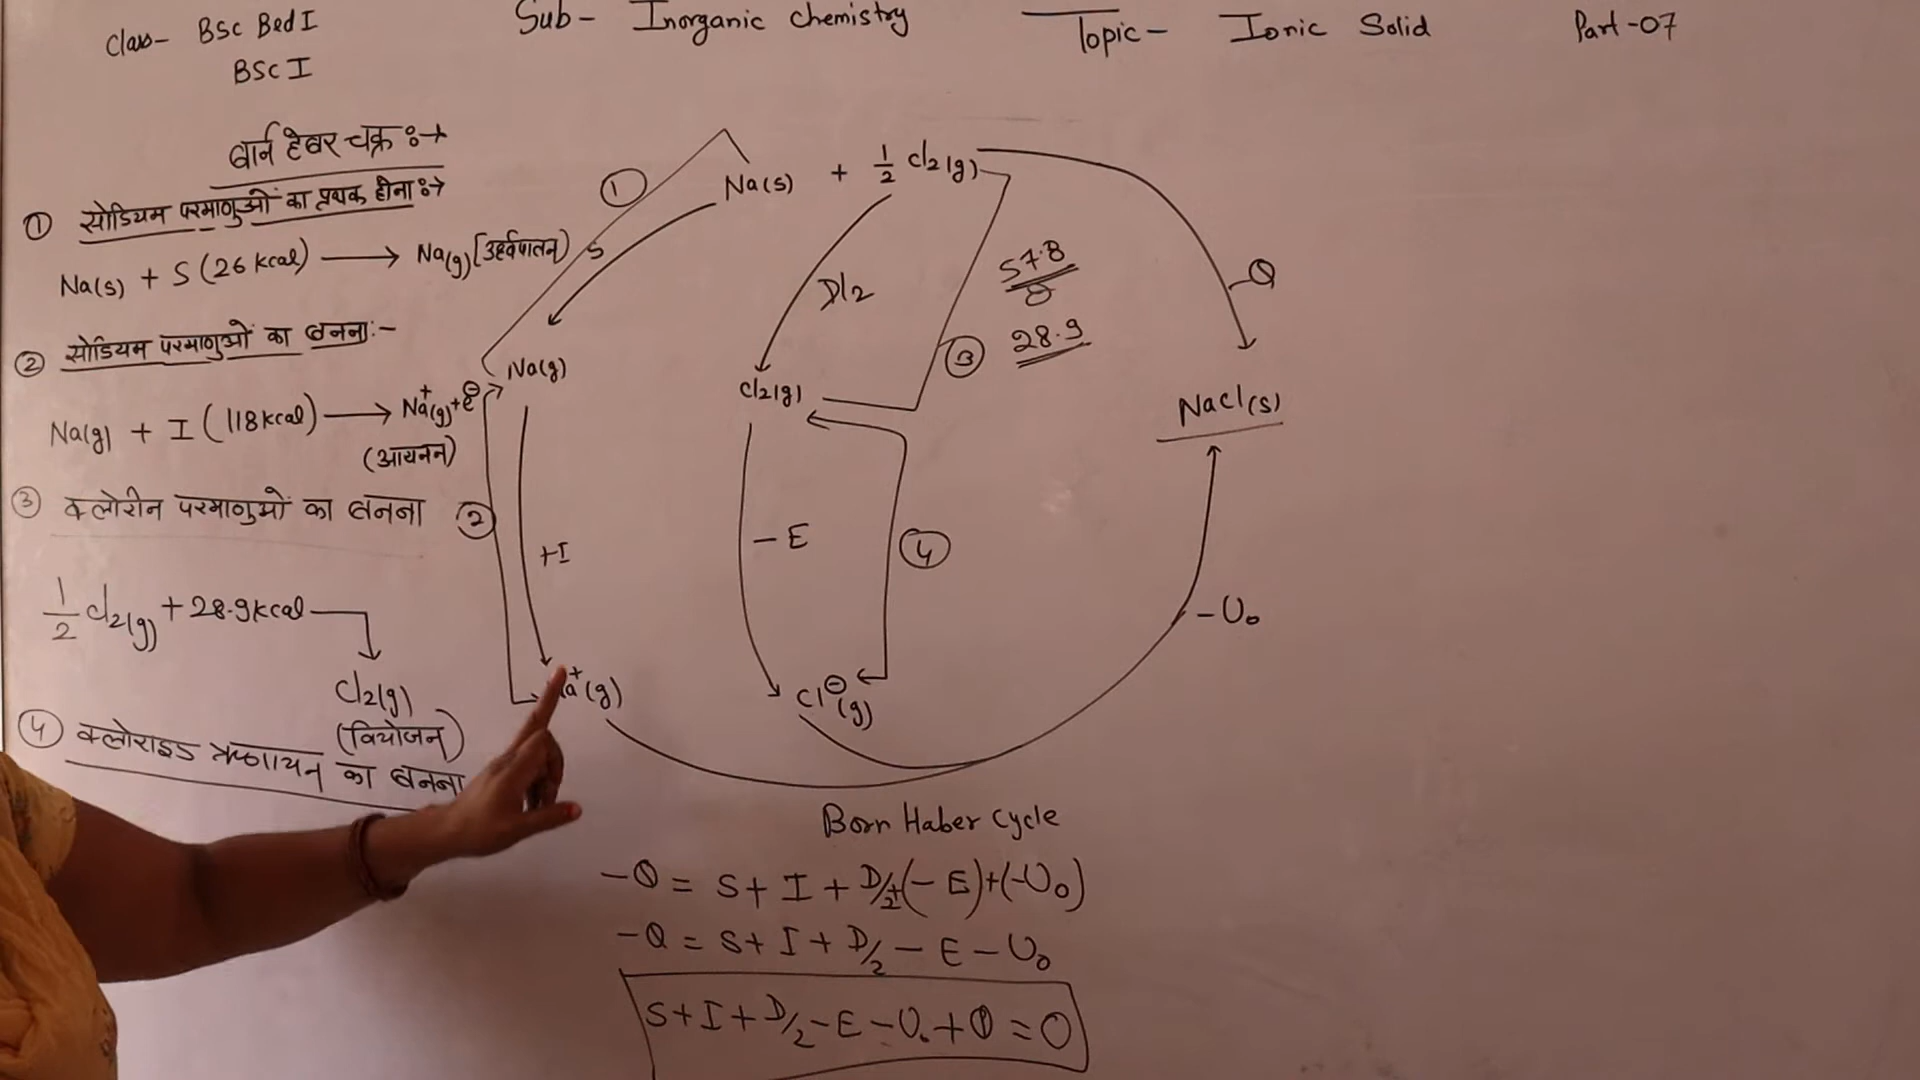 Class- BSc Bed I
BSc I
Sub- Inorganic Chemistry
Topic- Ionic Solid
Part-07
बार्न हेबर चक्र :→
① सोडियम परमाणुओं का प्रथक होना :→
Na(s) + S (26 kcal) → Na(g) [उर्ध्वपातन]
② सोडियम परमाणुओं का बनना:-
Na(g) + I (118 kcal) → Na⁺(g) + e⊖
(आयनन)
③ क्लोरीन परमाणुओं का बनना
1/2 Cl₂(g) + 28.9 kcal →
Cl₂(g)
(वियोजन)
④ क्लोराइड ऋणायन का बनना
Na(s) + 1/2 Cl₂(g)
①
S
D/2
57.8
28.9
③
Q
Na(g)
Cl₂(g)
NaCl(s)
②
+I
- E
④
- U₀
⁺(g)
Cl⊖(g)
Born Haber Cycle
-Q = S + I + D/2 + (-E) + (-U₀)
-Q = S + I + D/2 - E - U₀
S + I + D/2 - E - U₀ + Q = 0